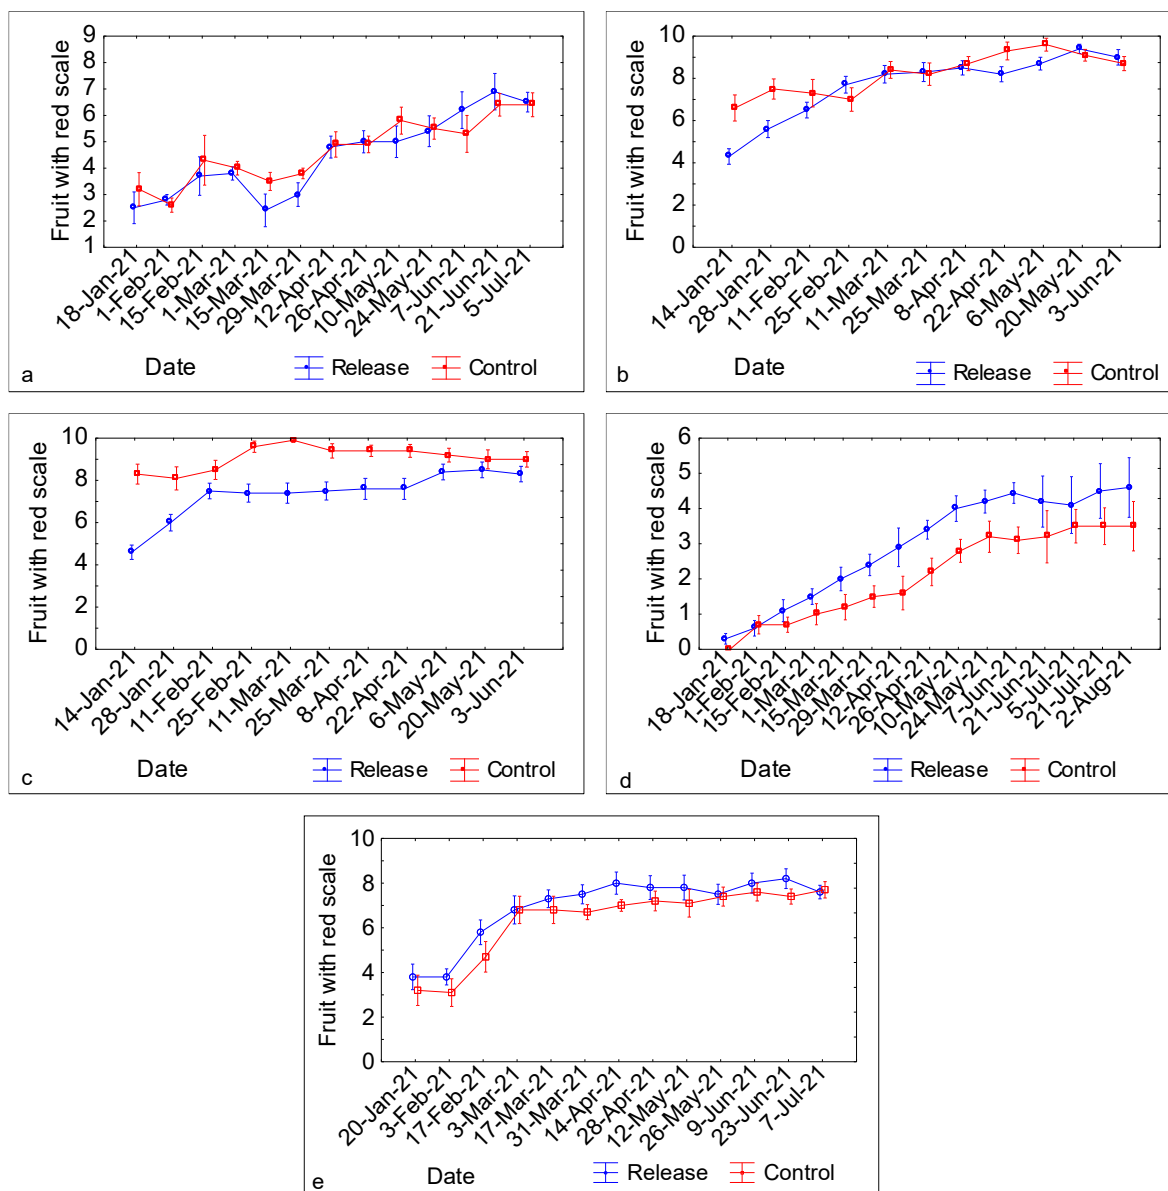 Fruit with red scale
9
8
7
6
5
4
3
2
1
18-Jan-21
1-Feb-21
15-Feb-21
1-Mar-21
15-Mar-21
29-Mar-21
12-Apr-21
26-Apr-21
10-May-21
24-May-21
7-Jun-21
21-Jun-21
5-Jul-21
a
Date
Release
Control
Fruit with red scale
10
8
6
4
2
0
14-Jan-21
28-Jan-21
11-Feb-21
25-Feb-21
11-Mar-21
25-Mar-21
8-Apr-21
22-Apr-21
6-May-21
20-May-21
3-Jun-21
b
Date
Release
Control
Fruit with red scale
10
8
6
4
2
0
14-Jan-21
28-Jan-21
11-Feb-21
25-Feb-21
11-Mar-21
25-Mar-21
8-Apr-21
22-Apr-21
6-May-21
20-May-21
3-Jun-21
c
Date
Release
Control
Fruit with red scale
6
5
4
3
2
1
0
18-Jan-21
1-Feb-21
15-Feb-21
1-Mar-21
15-Mar-21
29-Mar-21
12-Apr-21
26-Apr-21
10-May-21
24-May-21
7-Jun-21
21-Jun-21
5-Jul-21
21-Jul-21
2-Aug-21
d
Date
Release
Control
Fruit with red scale
10
8
6
4
2
0
20-Jan-21
3-Feb-21
17-Feb-21
3-Mar-21
17-Mar-21
31-Mar-21
14-Apr-21
28-Apr-21
12-May-21
26-May-21
9-Jun-21
23-Jun-21
7-Jul-21
e
Date
Release
Control